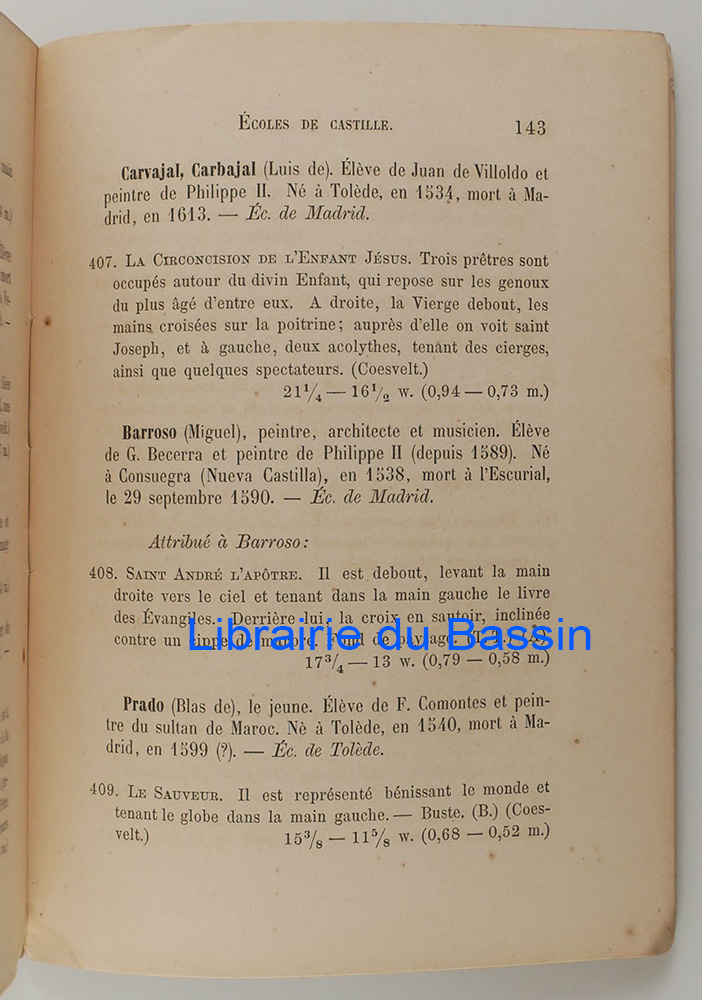 ÉCOLES DE CASTILLE. 143
Carvajal, Carbajal (Luis de). Élève de Juan de Villoldo et
peintre de Philippe II. Né à Tolède, en 1534, mort à Ma-
drid, en 1613. — Éc. de Madrid.
407. LA CIRCONCISION DE L'ENFANT JÉSUS. Trois prêtres sont
occupés autour du divin Enfant, qui repose sur les genoux
du plus âgé d'entre eux. A droite, la Vierge debout, les
mains croisées sur la poitrine; auprès d'elle on voit saint
Joseph, et à gauche, deux acolythes, tenant des cierges,
ainsi que quelques spectateurs. (Coesvelt.)
21¹/₄ — 16¹/₂ w. (0,94 — 0,73 m.)
Barroso (Miguel), peintre, architecte et musicien. Élève
de G. Becerra et peintre de Philippe II (depuis 1589). Né
à Consuegra (Nueva Castilla), en 1538, mort à l'Escurial,
le 29 septembre 1590. — Éc. de Madrid.
Attribué à Barroso:
408. SAINT ANDRÉ L'APÔTRE. Il est debout, levant la main
droite vers le ciel et tenant dans la main gauche le livre
des Évangiles. Derrière lui, la croix en sautoir, inclinée
contre un cippe de marbre. Fond de paysage.
Librairie du Bassin
17³/₄ — 13 w. (0,79 — 0,58 m.)
Prado (Blas de), le jeune. Élève de F. Comontes et pein-
tre du sultan de Maroc. Nè à Tolède, en 1540, mort à Ma-
drid, en 1599 (?). — Éc. de Tolède.
409. LE SAUVEUR. Il est représenté bénissant le monde et
tenant le globe dans la main gauche. — Buste. (B.) (Coes-
velt.) 15³/₈ — 11⁵/₈ w. (0,68 — 0,52 m.)